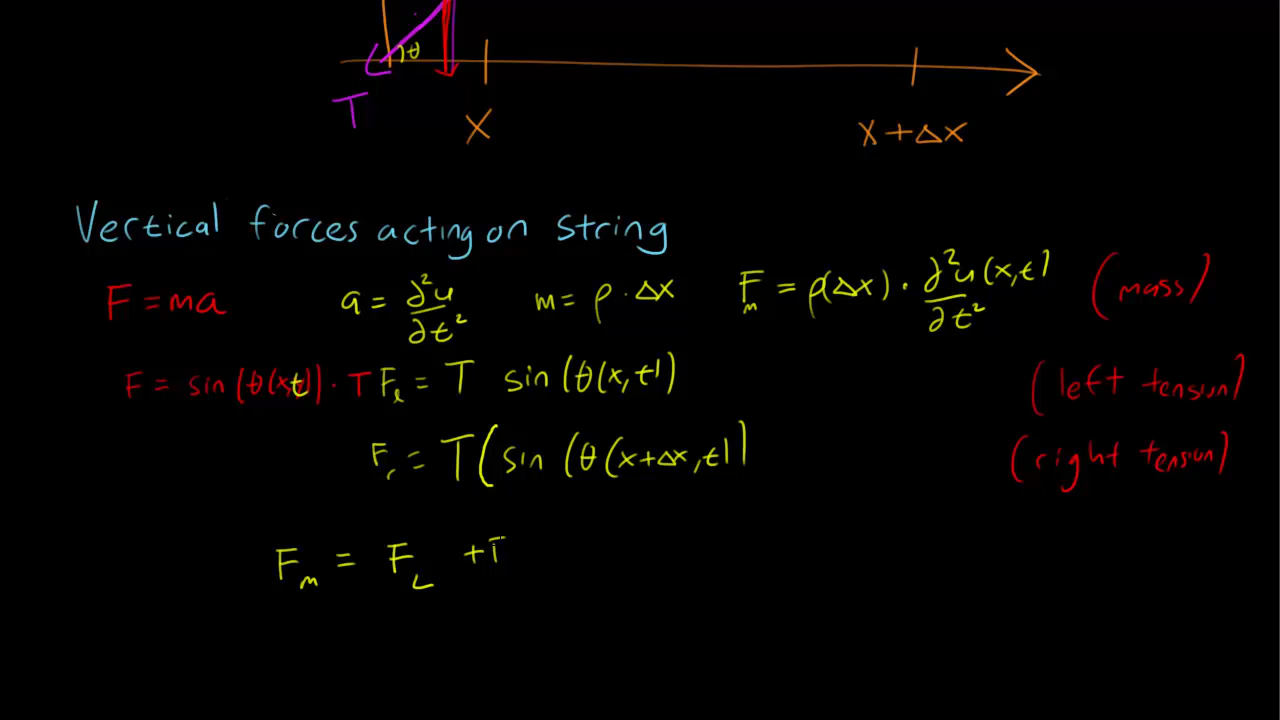 θ
T
X
X+Δx
Vertical forces acting on string
F = ma a = ∂²u/∂t² m = ρ · Δx F_m = ρ(Δx) · ∂²u(x,t)/∂t² (mass)
F = sin(θ(x,t)) · T F_l = T sin(θ(x,t)) (left tension)
F_r = T(sin(θ(x+Δx,t)) (right tension)
F_m = F_L +